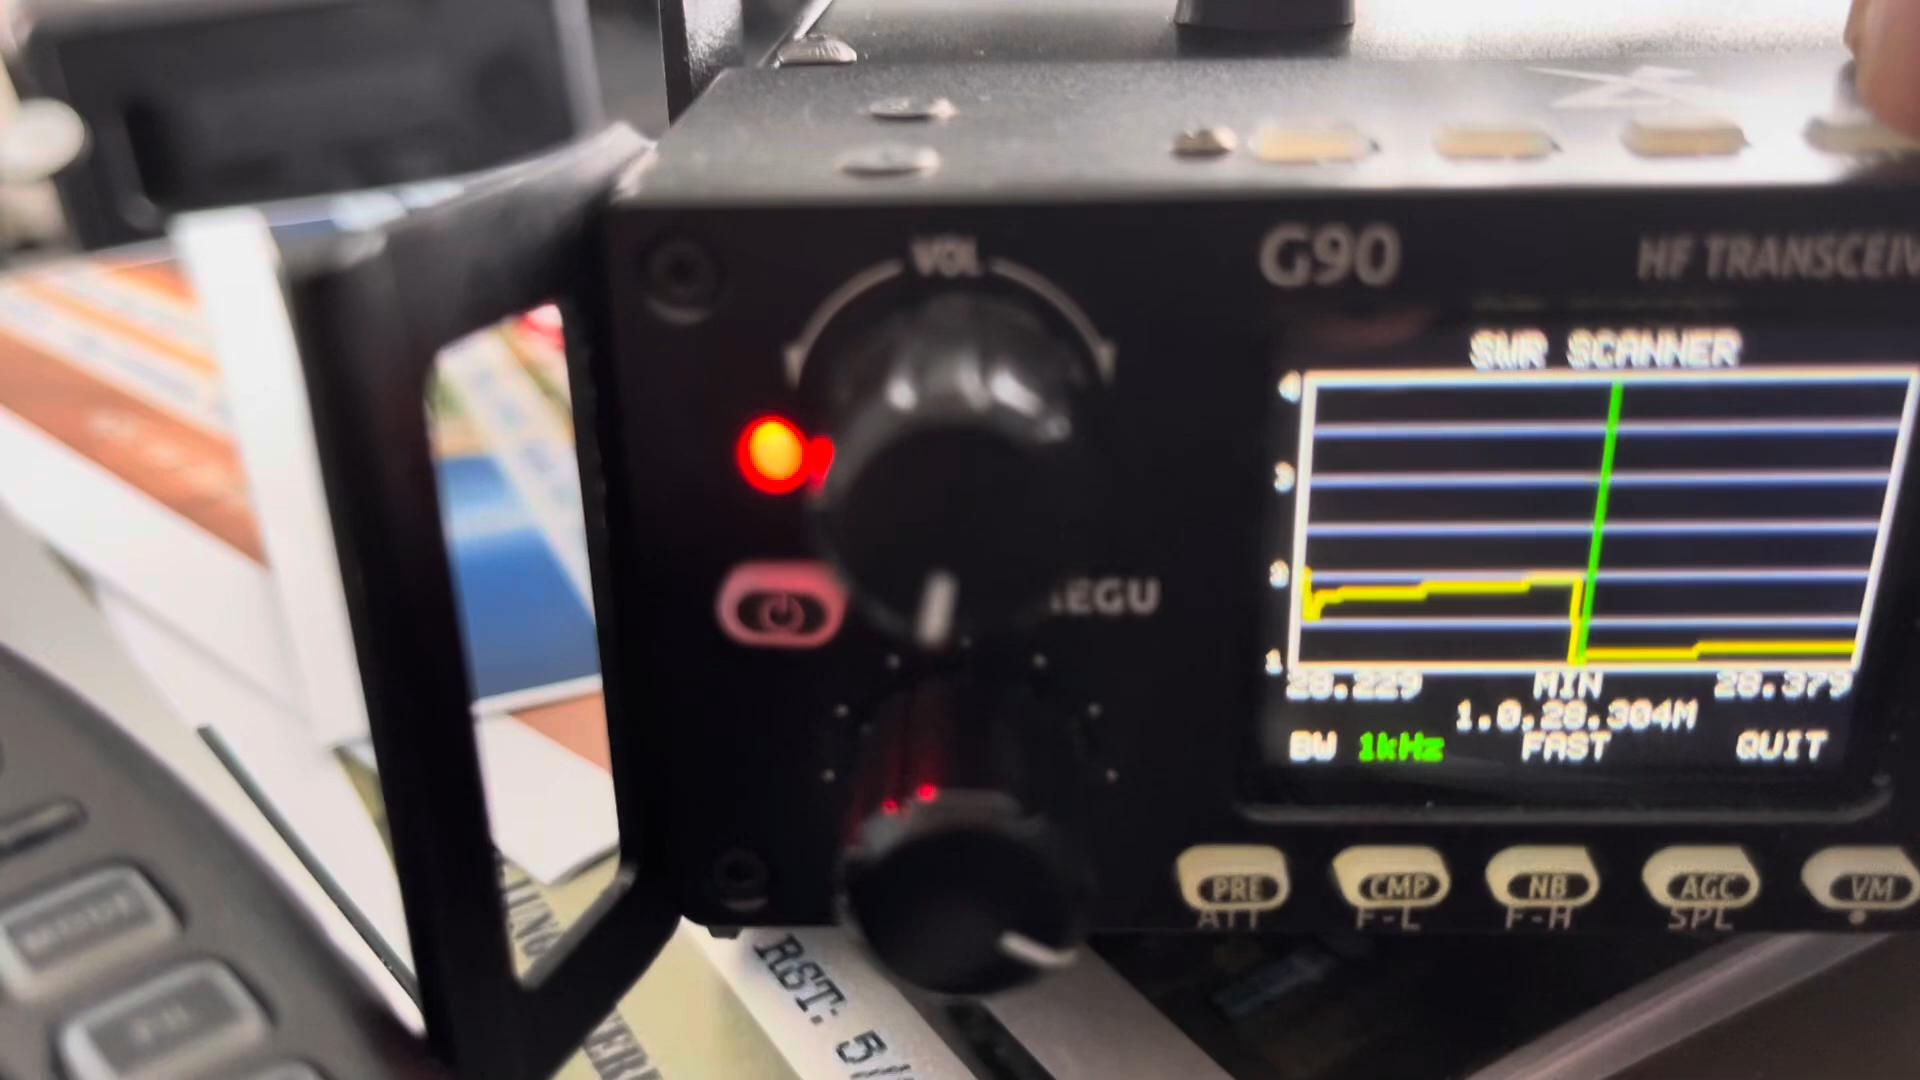 VOL
G90
HF TRANSCEIV
SWR SCANNER
4
3
2
1
28.229 MIN 28.379
1.0,28.304M
BW 1kHz FAST QUIT
EGU
PRE CMP NB AGC VM
ATT F-L F-H SPL
RST: 5/